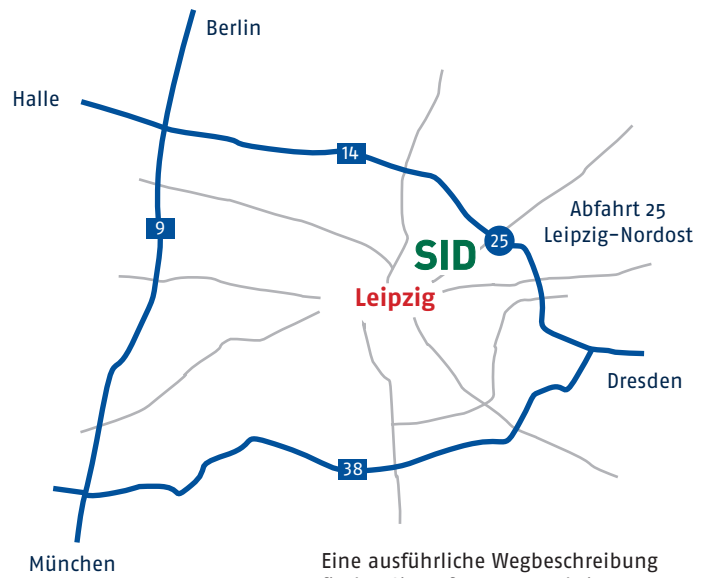 Berlin
Halle
14
9
Abfahrt 25
Leipzig-Nordost
25
SID
Leipzig
Dresden
38
München
Eine ausführliche Wegbeschreibung